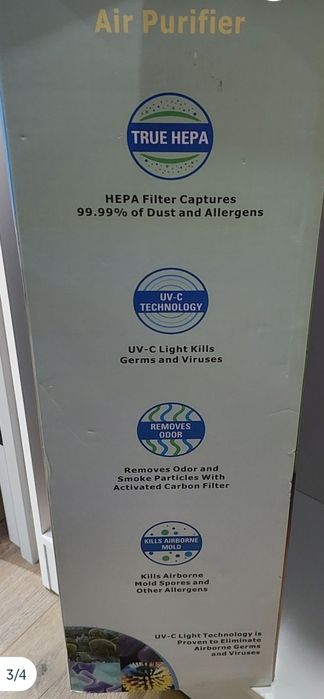 Air Purifier
TRUE HEPA
HEPA Filter Captures
99.99% of Dust and Allergens
UV-C
TECHNOLOGY
UV-C Light Kills
Germs and Viruses
REMOVES
ODOR
Removes Odor and
Smoke Particles With
Activated Carbon Filter
KILLS AIRBORNE
MOLD
Kills Airborne
Mold Spores and
Other Allergens
UV-C Light Technology is
Proven to Eliminate
Airborne Germs
and Viruses
3/4